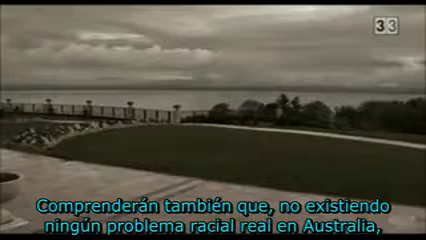 33
Comprenderán también que, no existiendo
ningún problema racial real en Australia,